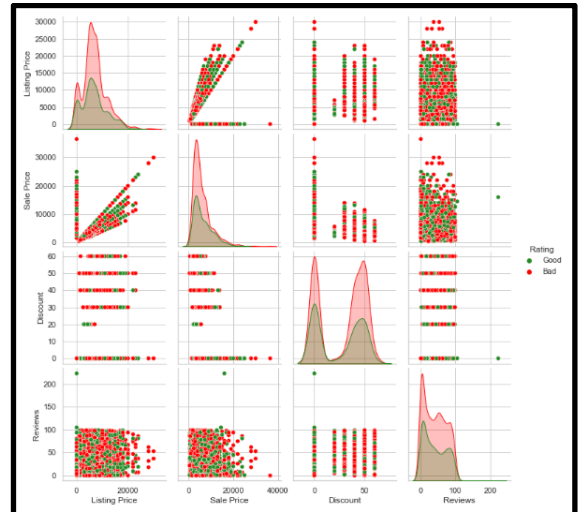 30000
25000
20000
15000
10000
5000
0
Listing Price
30000
20000
10000
0
Sale Price
60
50
40
30
20
10
0
Discount
200
150
100
50
0
Reviews
0 20000
Listing Price
0 20000 40000
Sale Price
0 50
Discount
0 100 200
Reviews
Rating
Good
Bad